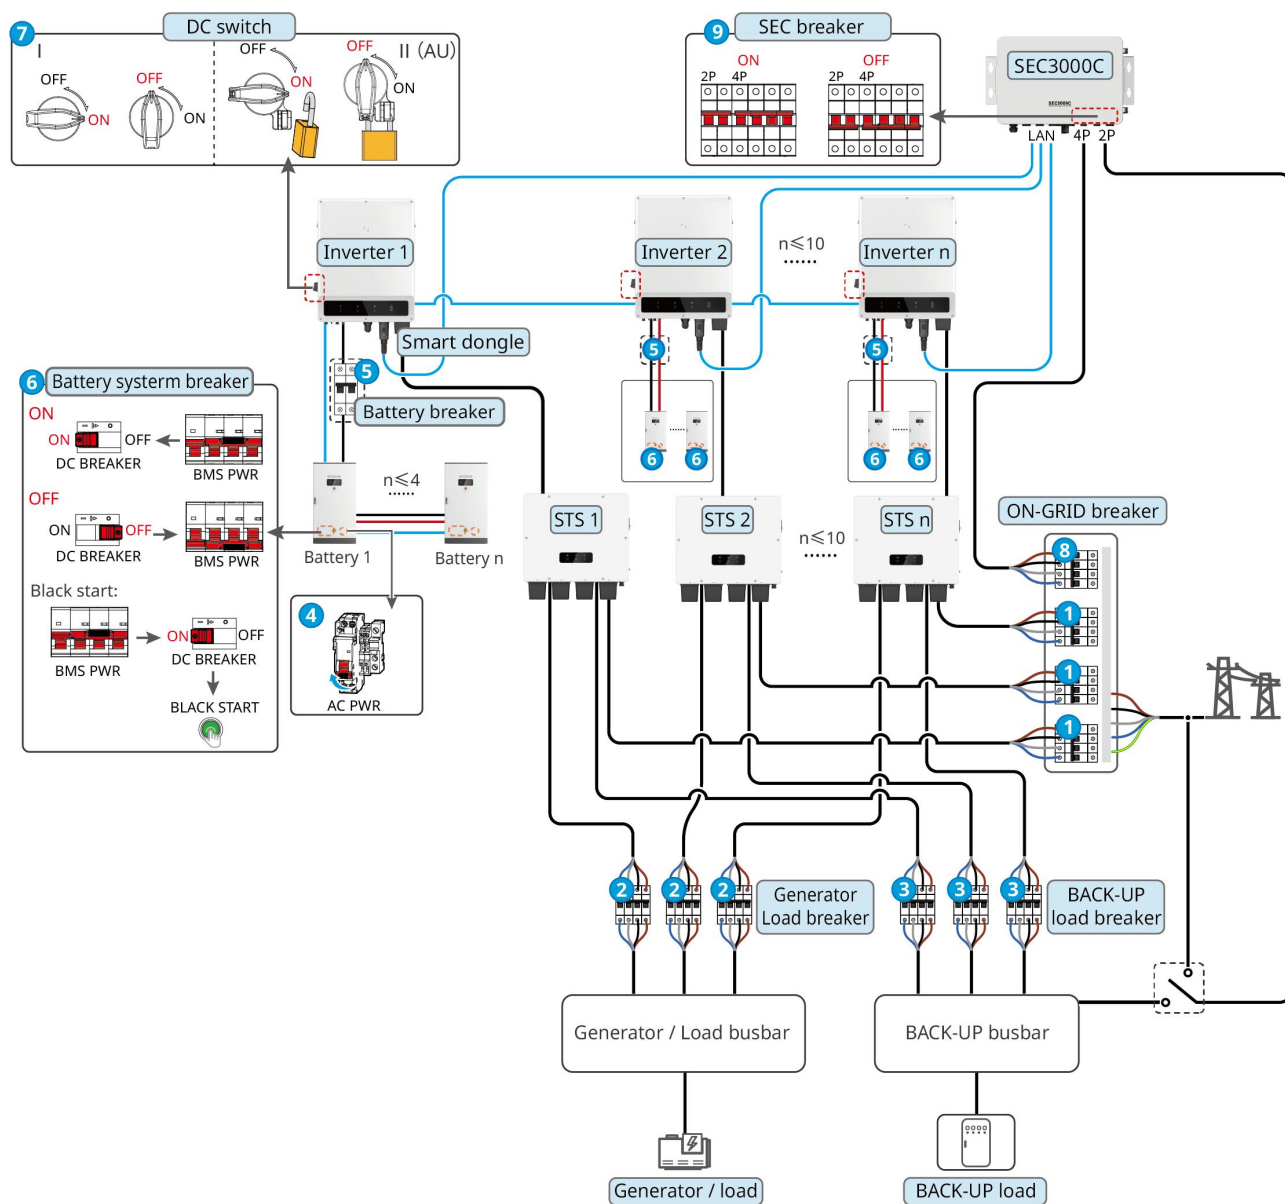 7
DC switch
I
OFF
ON
OFF
ON
OFF
ON
OFF
II (AU)
ON
9
SEC breaker
ON
2P 4P
OFF
2P 4P
SEC3000C
SEC3000C
LAN
4P
2P
Inverter 1
Inverter 2
n≤10
......
Inverter n
Smart dongle
5
Battery breaker
5
5
6
6
6
6
6
Battery systerm breaker
ON
ON
OFF
DC BREAKER
BMS PWR
OFF
ON
OFF
DC BREAKER
BMS PWR
Black start:
BMS PWR
ON
OFF
DC BREAKER
BLACK START
n≤4
......
Battery 1
Battery n
4
AC PWR
STS 1
STS 2
n≤10
......
STS n
ON-GRID breaker
8
1
1
1
2
2
2
Generator
Load breaker
3
3
3
BACK-UP
load breaker
Generator / Load busbar
BACK-UP busbar
Generator / load
BACK-UP load